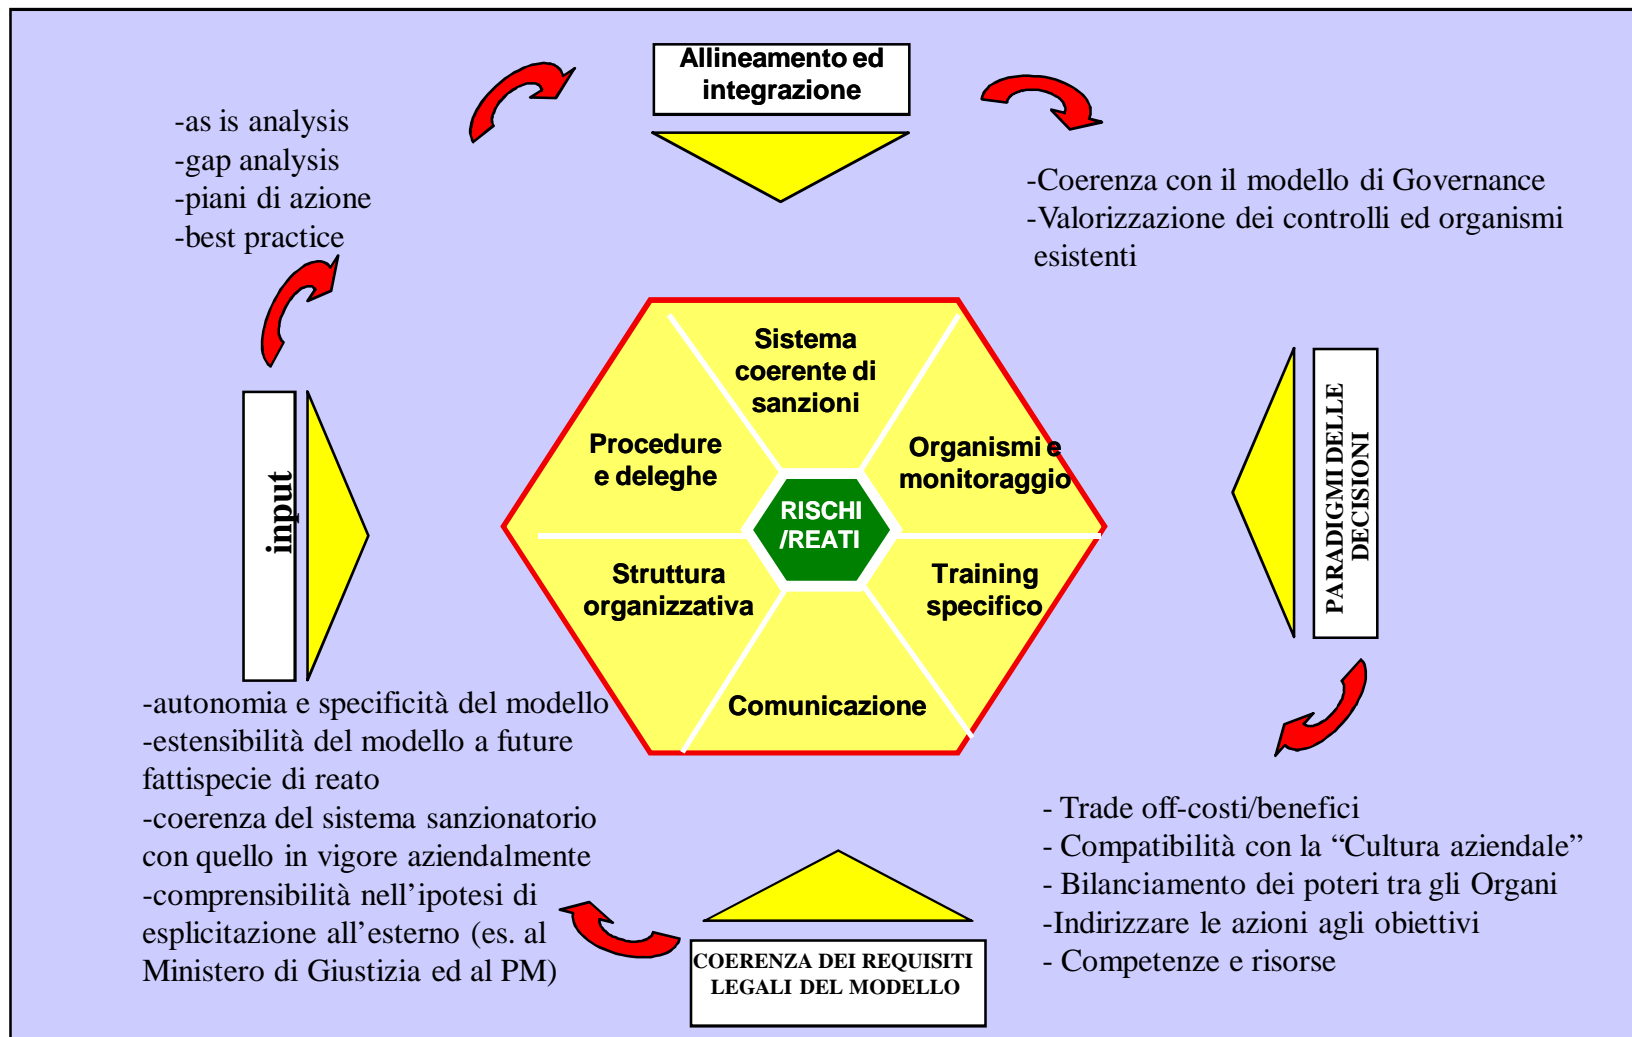 Allineamento ed
integrazione
-as is analysis
-gap analysis
-piani di azione
-best practice
-Coerenza con il modello di Governance
-Valorizzazione dei controlli ed organismi
esistenti
Sistema
coerente di
sanzioni
Procedure
e deleghe
Organismi e
monitoraggio
RISCHI
/REATI
Struttura
organizzativa
Training
specifico
Comunicazione
input
PARADIGMI DELLE
DECISIONI
-autonomia e specificità del modello
-estensibilità del modello a future
fattispecie di reato
-coerenza del sistema sanzionatorio
con quello in vigore aziendalmente
-comprensibilità nell’ipotesi di
esplicitazione all’esterno (es. al
Ministero di Giustizia ed al PM)
- Trade off-costi/benefici
- Compatibilità con la “Cultura aziendale”
- Bilanciamento dei poteri tra gli Organi
-Indirizzare le azioni agli obiettivi
- Competenze e risorse
COERENZA DEI REQUISITI
LEGALI DEL MODELLO